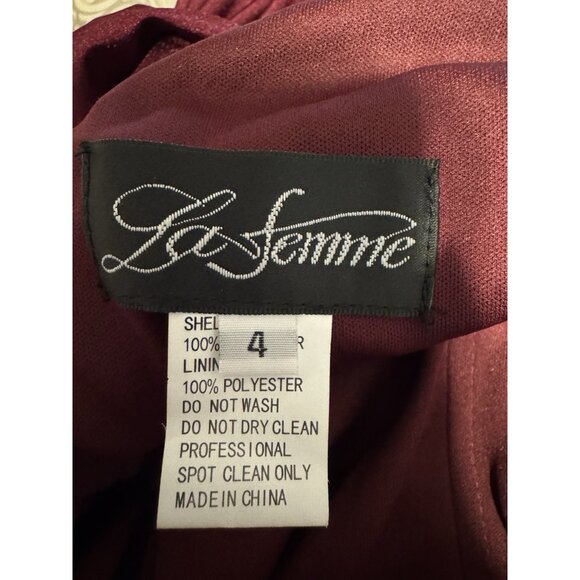 La Femme
4
SHEL
100% R
LININ
100% POLYESTER
DO NOT WASH
DO NOT DRY CLEAN
PROFESSIONAL
SPOT CLEAN ONLY
MADE IN CHINA